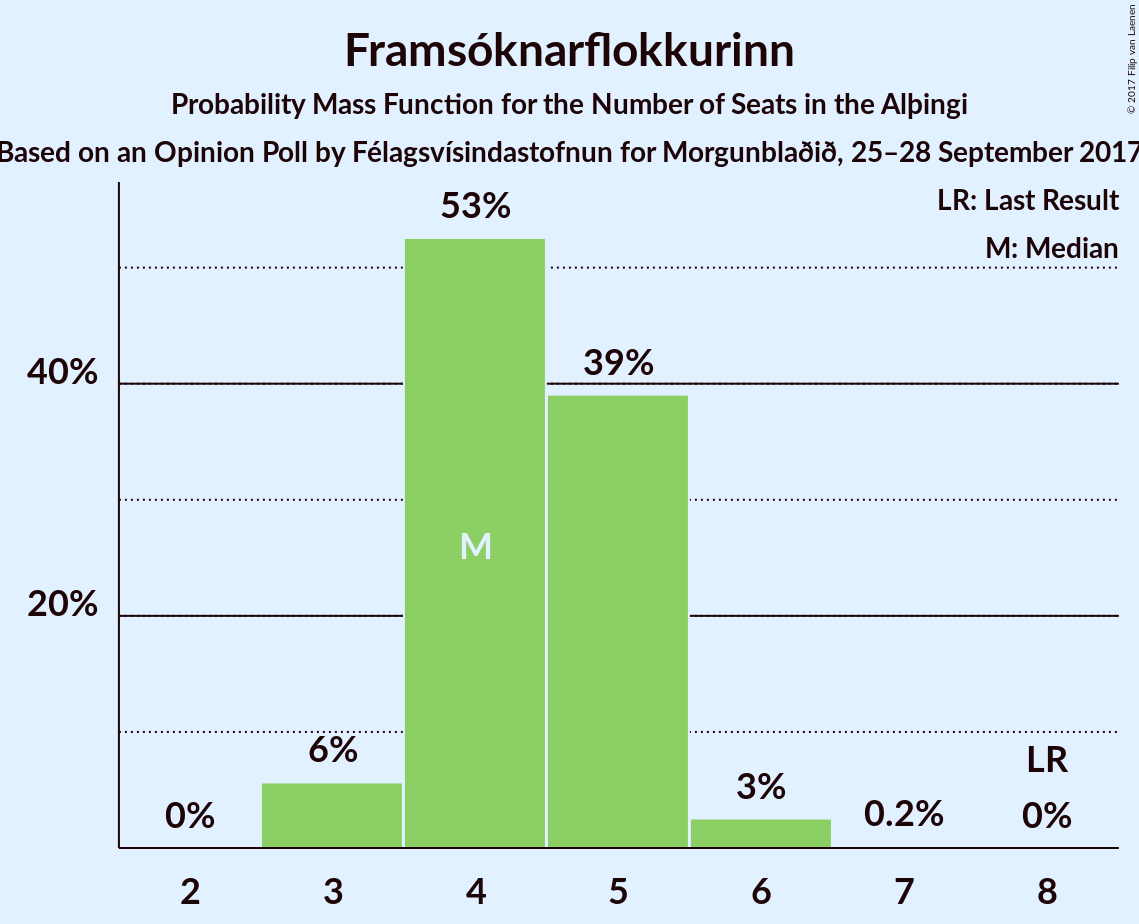 Framsóknarflokkurinn
Probability Mass Function for the Number of Seats in the Alþingi
Based on an Opinion Poll by Félagsvísindastofnun for Morgunblaðið, 25–28 September 2017
© 2017 Filip van Laenen
LR: Last Result
M: Median
53%
39%
40%
M
20%
6%
3%
0%
0.2%
LR
0%
2 3 4 5 6 7 8